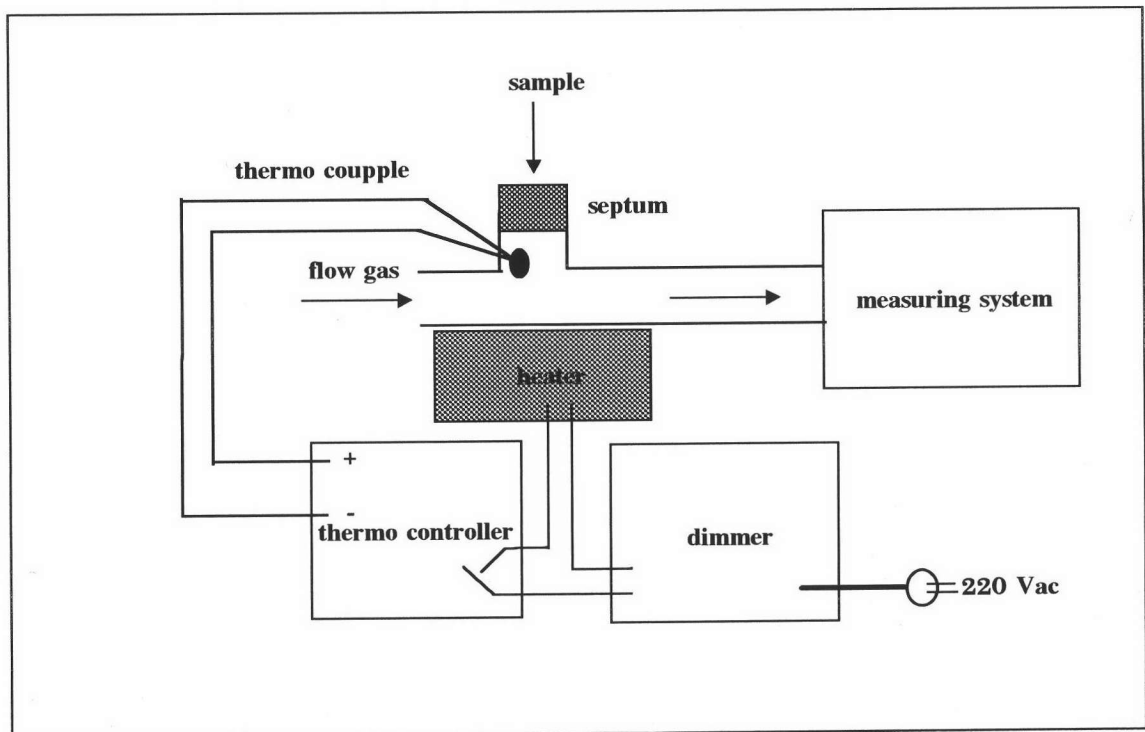 sample
thermo coupple
septum
flow gas
measuring system
heater
+
-
thermo controller
dimmer
220 Vac